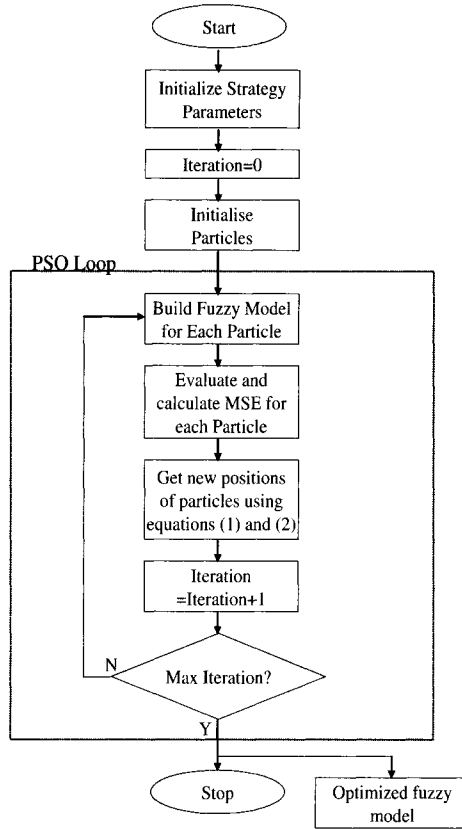 Start
Initialize Strategy
Parameters
Iteration=0
Initialise
Particles
PSO Loop
Build Fuzzy Model
for Each Particle
Evaluate and
calculate MSE for
each Particle
Get new positions
of particles using
equations (1) and (2)
Iteration
=Iteration+1
N
Max Iteration?
Y
Stop
Optimized fuzzy
model